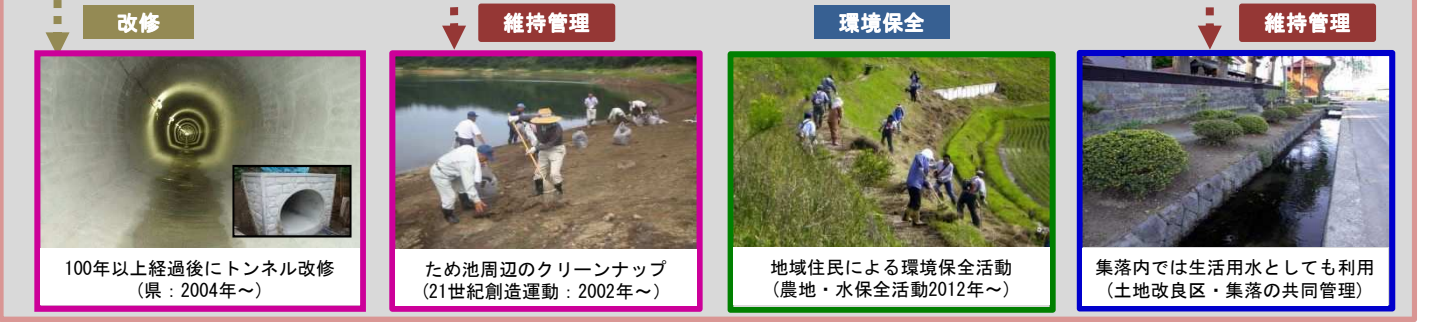 改修
維持管理
環境保全
維持管理
100年以上経過後にトンネル改修
（県：2004年～）
ため池周辺のクリーンナップ
（21世紀創造運動：2002年～）
地域住民による環境保全活動
（農地・水保全活動2012年～）
集落内では生活用水としても利用
（土地改良区・集落の共同管理）